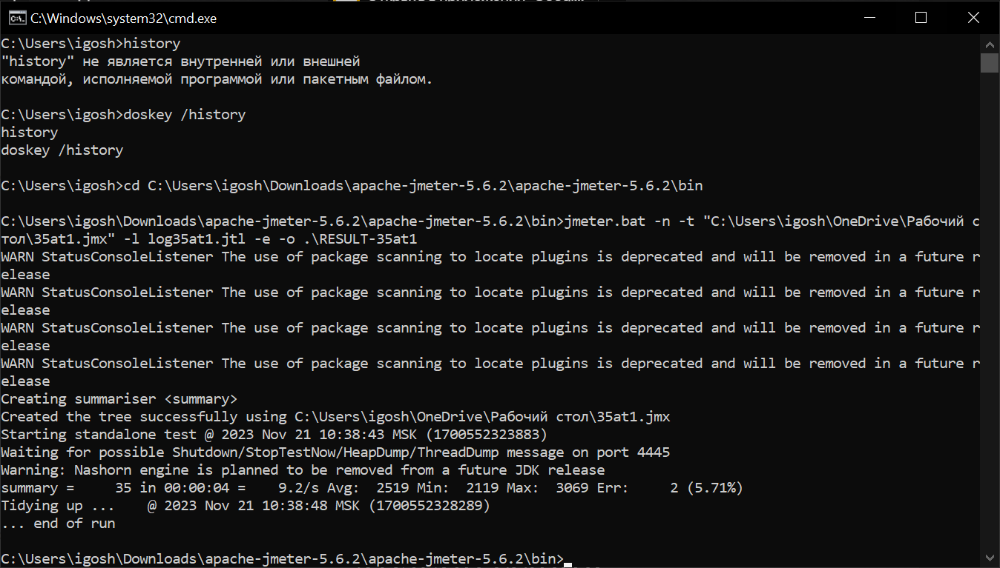 C:\Windows\system32\cmd.exe
C:\Users\igosh>history
"history" не является внутренней или внешней
командой, исполняемой программой или пакетным файлом.
C:\Users\igosh>doskey /history
history
doskey /history
C:\Users\igosh>cd C:\Users\igosh\Downloads\apache-jmeter-5.6.2\apache-jmeter-5.6.2\bin
C:\Users\igosh\Downloads\apache-jmeter-5.6.2\apache-jmeter-5.6.2\bin>jmeter.bat -n -t "C:\Users\igosh\OneDrive\Рабочий с
тол\35at1.jmx" -l log35at1.jtl -e -o .\RESULT-35at1
WARN StatusConsoleListener The use of package scanning to locate plugins is deprecated and will be removed in a future r
elease
WARN StatusConsoleListener The use of package scanning to locate plugins is deprecated and will be removed in a future r
elease
WARN StatusConsoleListener The use of package scanning to locate plugins is deprecated and will be removed in a future r
elease
WARN StatusConsoleListener The use of package scanning to locate plugins is deprecated and will be removed in a future r
elease
Creating summariser <summary>
Created the tree successfully using C:\Users\igosh\OneDrive\Рабочий стол\35at1.jmx
Starting standalone test @ 2023 Nov 21 10:38:43 MSK (1700552323883)
Waiting for possible Shutdown/StopTestNow/HeapDump/ThreadDump message on port 4445
Warning: Nashorn engine is planned to be removed from a future JDK release
summary =     35 in 00:00:04 =    9.2/s Avg:  2519 Min:  2119 Max:  3069 Err:     2 (5.71%)
Tidying up ...    @ 2023 Nov 21 10:38:48 MSK (1700552328289)
... end of run
C:\Users\igosh\Downloads\apache-jmeter-5.6.2\apache-jmeter-5.6.2\bin>